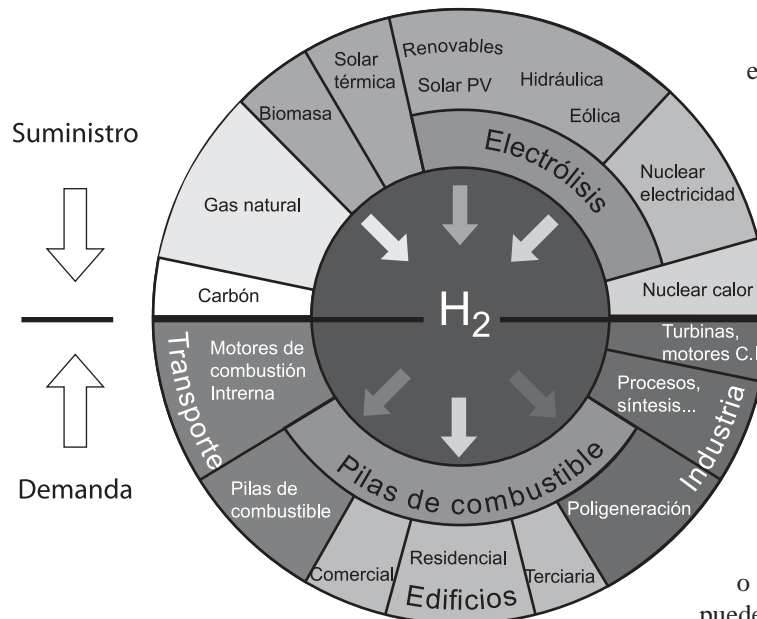 Suministro
Demanda
Solar
térmica
Biomasa
Gas natural
Carbón
Renovables
Solar PV
Hidráulica
Eólica
Electrólisis
Nuclear
electricidad
Nuclear calor
H2
Transporte
Motores de
combustión
Intrerna
Pilas de
combustible
Pilas de combustible
Comercial
Residencial
Edificios
Terciaria
Poligeneración
Industria
Procesos,
síntesis...
Turbinas,
motores C.I
e
o
puede